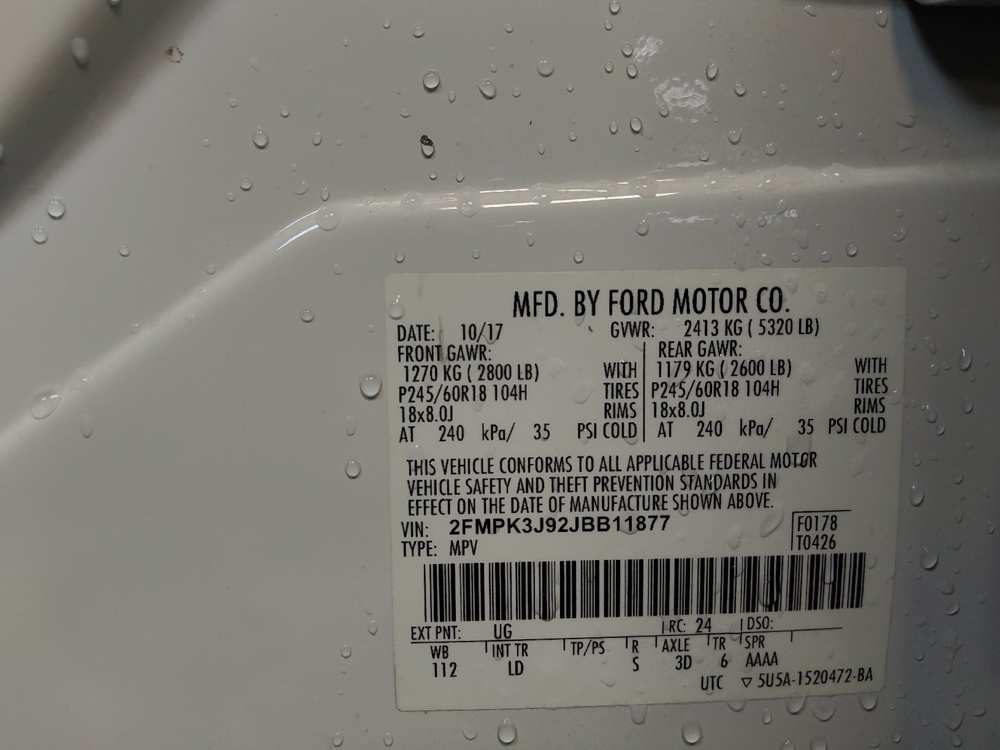 MFD. BY FORD MOTOR CO.
DATE: 10/17 GVWR: 2413 KG ( 5320 LB)
FRONT GAWR: REAR GAWR:
1270 KG ( 2800 LB) WITH 1179 KG ( 2600 LB) WITH
P245/60R18 104H TIRES P245/60R18 104H TIRES
18x8.0J RIMS 18x8.0J RIMS
AT 240 kPa/ 35 PSI COLD AT 240 kPa/ 35 PSI COLD
THIS VEHICLE CONFORMS TO ALL APPLICABLE FEDERAL MOTOR
VEHICLE SAFETY AND THEFT PREVENTION STANDARDS IN
EFFECT ON THE DATE OF MANUFACTURE SHOWN ABOVE.
VIN: 2FMPK3J92JBB11877 F0178
TYPE: MPV T0426
EXT PNT: UG RC: 24 DSO:
WB INT TR TP/PS R AXLE TR SPR
112 LD S 3D 6 AAAA
UTC ▽ 5U5A-1520472-BA